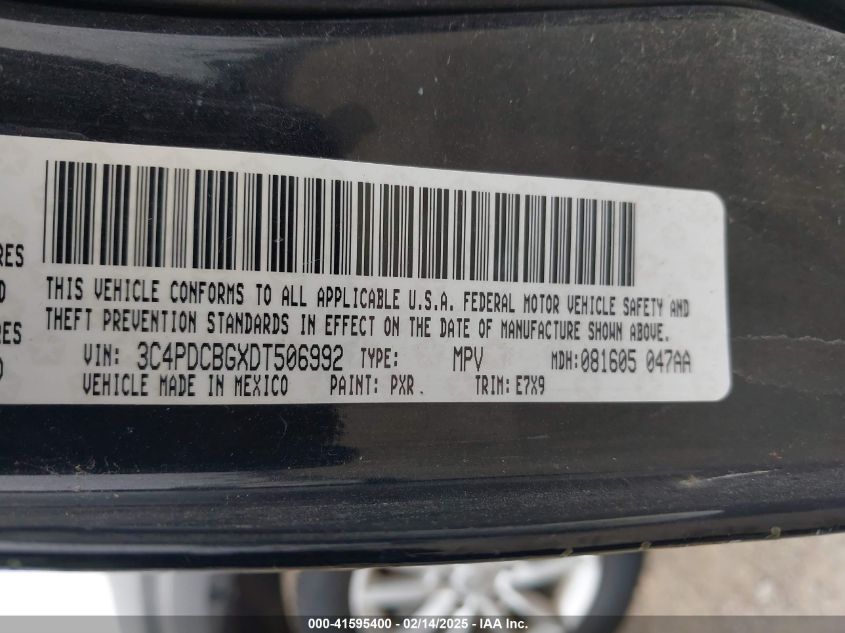 RES
D
RES
THIS VEHICLE CONFORMS TO ALL APPLICABLE U.S.A. FEDERAL MOTOR VEHICLE SAFETY AND
THEFT PREVENTION STANDARDS IN EFFECT ON THE DATE OF MANUFACTURE SHOWN ABOVE.
VIN: 3C4PDCBGXDT506992 TYPE: MPV MDH:081605 047AA
VEHICLE MADE IN MEXICO PAINT: PXR . TRIM: E7X9
000-41595400 - 02/14/2025 - IAA Inc.